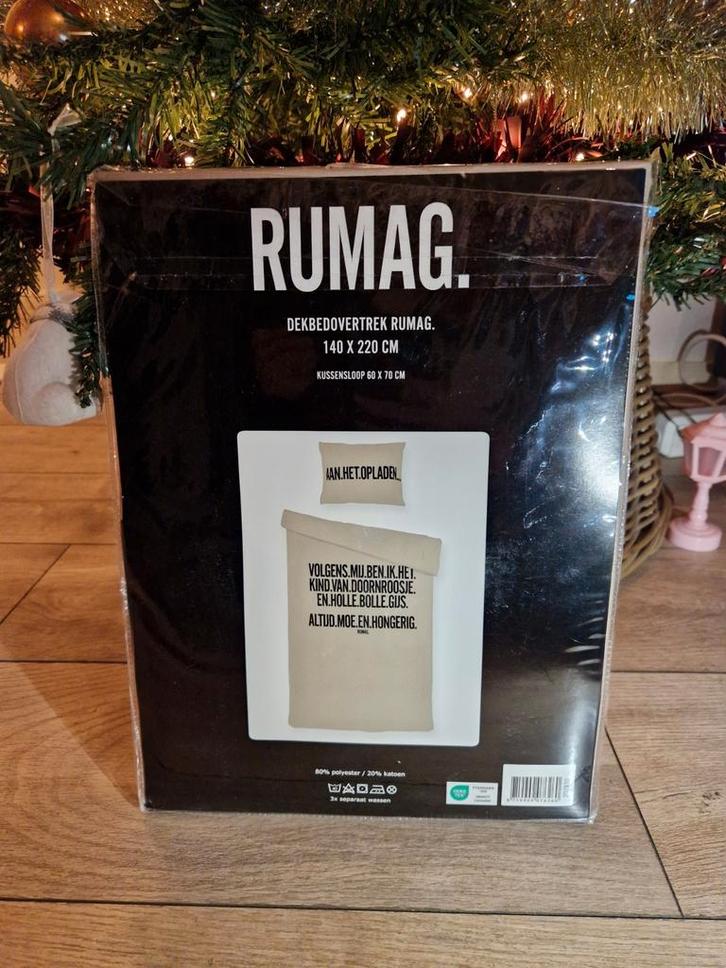 RUMAG.
DEKBEDOVERTREK RUMAG.
140 X 220 CM
KUSSENSLOOP 60 X 70 CM
AAN.HET.OPLADEN...
VOLGENS.MIJ.BEN.IK.HET.
KIND.VAN.DOORNROOSJE.
EN.HOLLE.BOLLE.GIJS.
ALTIJD.MOE.EN.HONGERIG.
RUMAG.
80% polyester / 20% katoen
3x separaat wassen